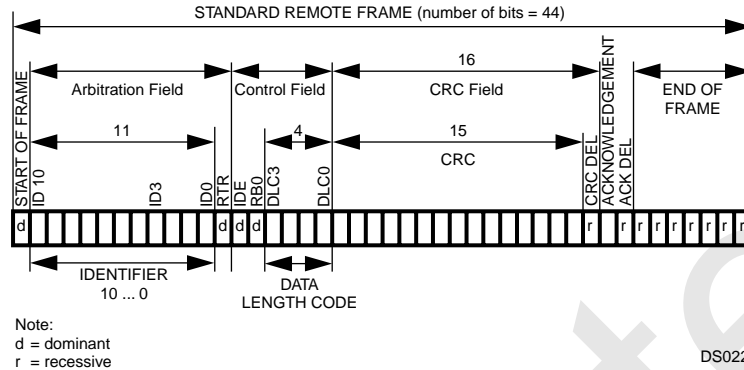 STANDARD REMOTE FRAME (number of bits = 44)
16
Arbitration Field
Control Field
CRC Field
END OF
FRAME
START OF FRAME
ID 10
11
ID3
ID0
RTR
IDE
RB0
DLC3
4
DLC0
15
CRC
CRC DEL
ACKNOWLEDGEMENT
ACK DEL
d d d d r r r r r r r r r
IDENTIFIER
10 ... 0
DATA
LENGTH CODE
Note:
d = dominant
r = recessive
DS022